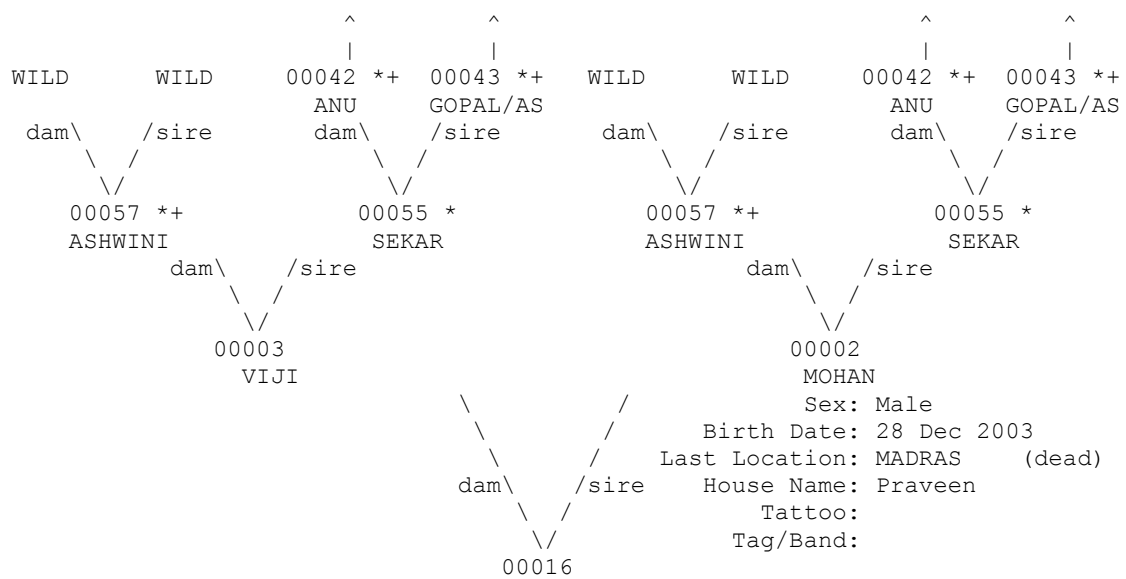 ^ ^ ^ ^
| | | |
WILD WILD 00042 *+ 00043 *+ WILD WILD 00042 *+ 00043 *+
ANU GOPAL/AS ANU GOPAL/AS
dam\ /sire dam\ /sire dam\ /sire dam\ /sire
\ / \ / \ / \ /
\/ \/ \/ \/
00057 *+ 00055 * 00057 *+ 00055 *
ASHWINI SEKAR ASHWINI SEKAR
dam\ /sire dam\ /sire
\ / \ /
\/ \/
00003 00002
VIJI MOHAN
\ / Sex: Male
\ / Birth Date: 28 Dec 2003
\ / Last Location: MADRAS (dead)
dam\ /sire House Name: Praveen
\ / Tattoo:
\/ Tag/Band:
00016